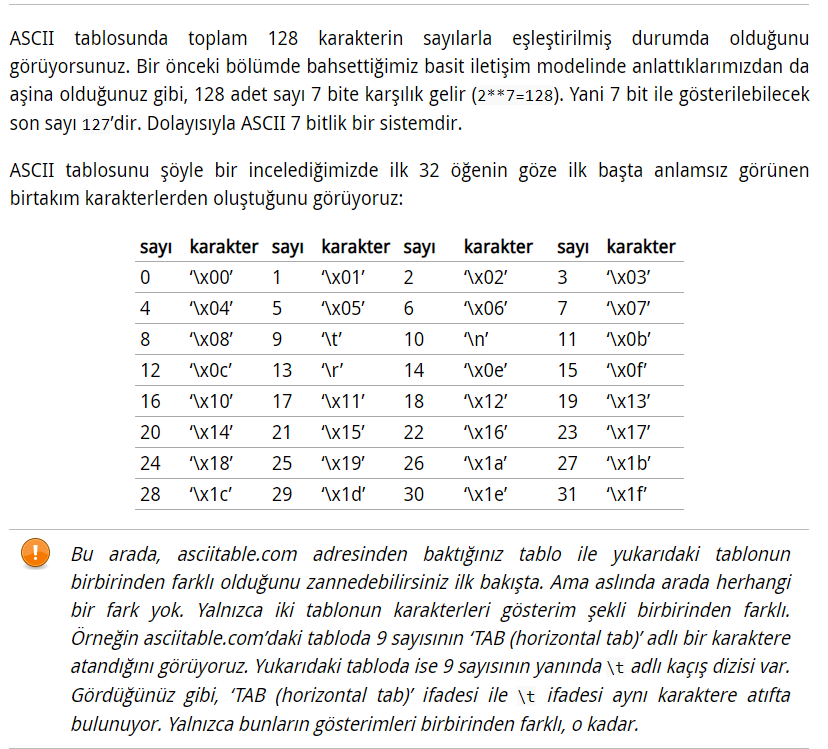 ASCII tablosunda toplam 128 karakterin sayılarla eşleştirilmiş durumda olduğunu
görüyorsunuz. Bir önceki bölümde bahsettiğimiz basit iletişim modelinde anlattıklarımızdan da
aşina olduğunuz gibi, 128 adet sayı 7 bite karşılık gelir (2**7=128). Yani 7 bit ile gösterilebilecek
son sayı 127'dir. Dolayısıyla ASCII 7 bitlik bir sistemdir.
ASCII tablosunu şöyle bir incelediğimizde ilk 32 öğenin göze ilk başta anlamsız görünen
birtakım karakterlerden oluştuğunu görüyoruz:
sayı karakter sayı karakter sayı karakter sayı karakter
0 ‘\x00’ 1 ‘\x01’ 2 ‘\x02’ 3 ‘\x03’
4 ‘\x04’ 5 ‘\x05’ 6 ‘\x06’ 7 ‘\x07’
8 ‘\x08’ 9 ‘\t’ 10 ‘\n’ 11 ‘\x0b’
12 ‘\x0c’ 13 ‘\r’ 14 ‘\x0e’ 15 ‘\x0f’
16 ‘\x10’ 17 ‘\x11’ 18 ‘\x12’ 19 ‘\x13’
20 ‘\x14’ 21 ‘\x15’ 22 ‘\x16’ 23 ‘\x17’
24 ‘\x18’ 25 ‘\x19’ 26 ‘\x1a’ 27 ‘\x1b’
28 ‘\x1c’ 29 ‘\x1d’ 30 ‘\x1e’ 31 ‘\x1f’
Bu arada, asciitable.com adresinden baktığınız tablo ile yukarıdaki tablonun
birbirinden farklı olduğunu zannedebilirsiniz ilk bakışta. Ama aslında arada herhangi
bir fark yok. Yalnızca iki tablonun karakterleri gösterim şekli birbirinden farklı.
Örneğin asciitable.com’daki tabloda 9 sayısının ‘TAB (horizontal tab)’ adlı bir karaktere
atandığını görüyoruz. Yukarıdaki tabloda ise 9 sayısının yanında \t adlı kaçış dizisi var.
Gördüğünüz gibi, ‘TAB (horizontal tab)’ ifadesi ile \t ifadesi aynı karaktere atıfta
bulunuyor. Yalnızca bunların gösterimleri birbirinden farklı, o kadar.